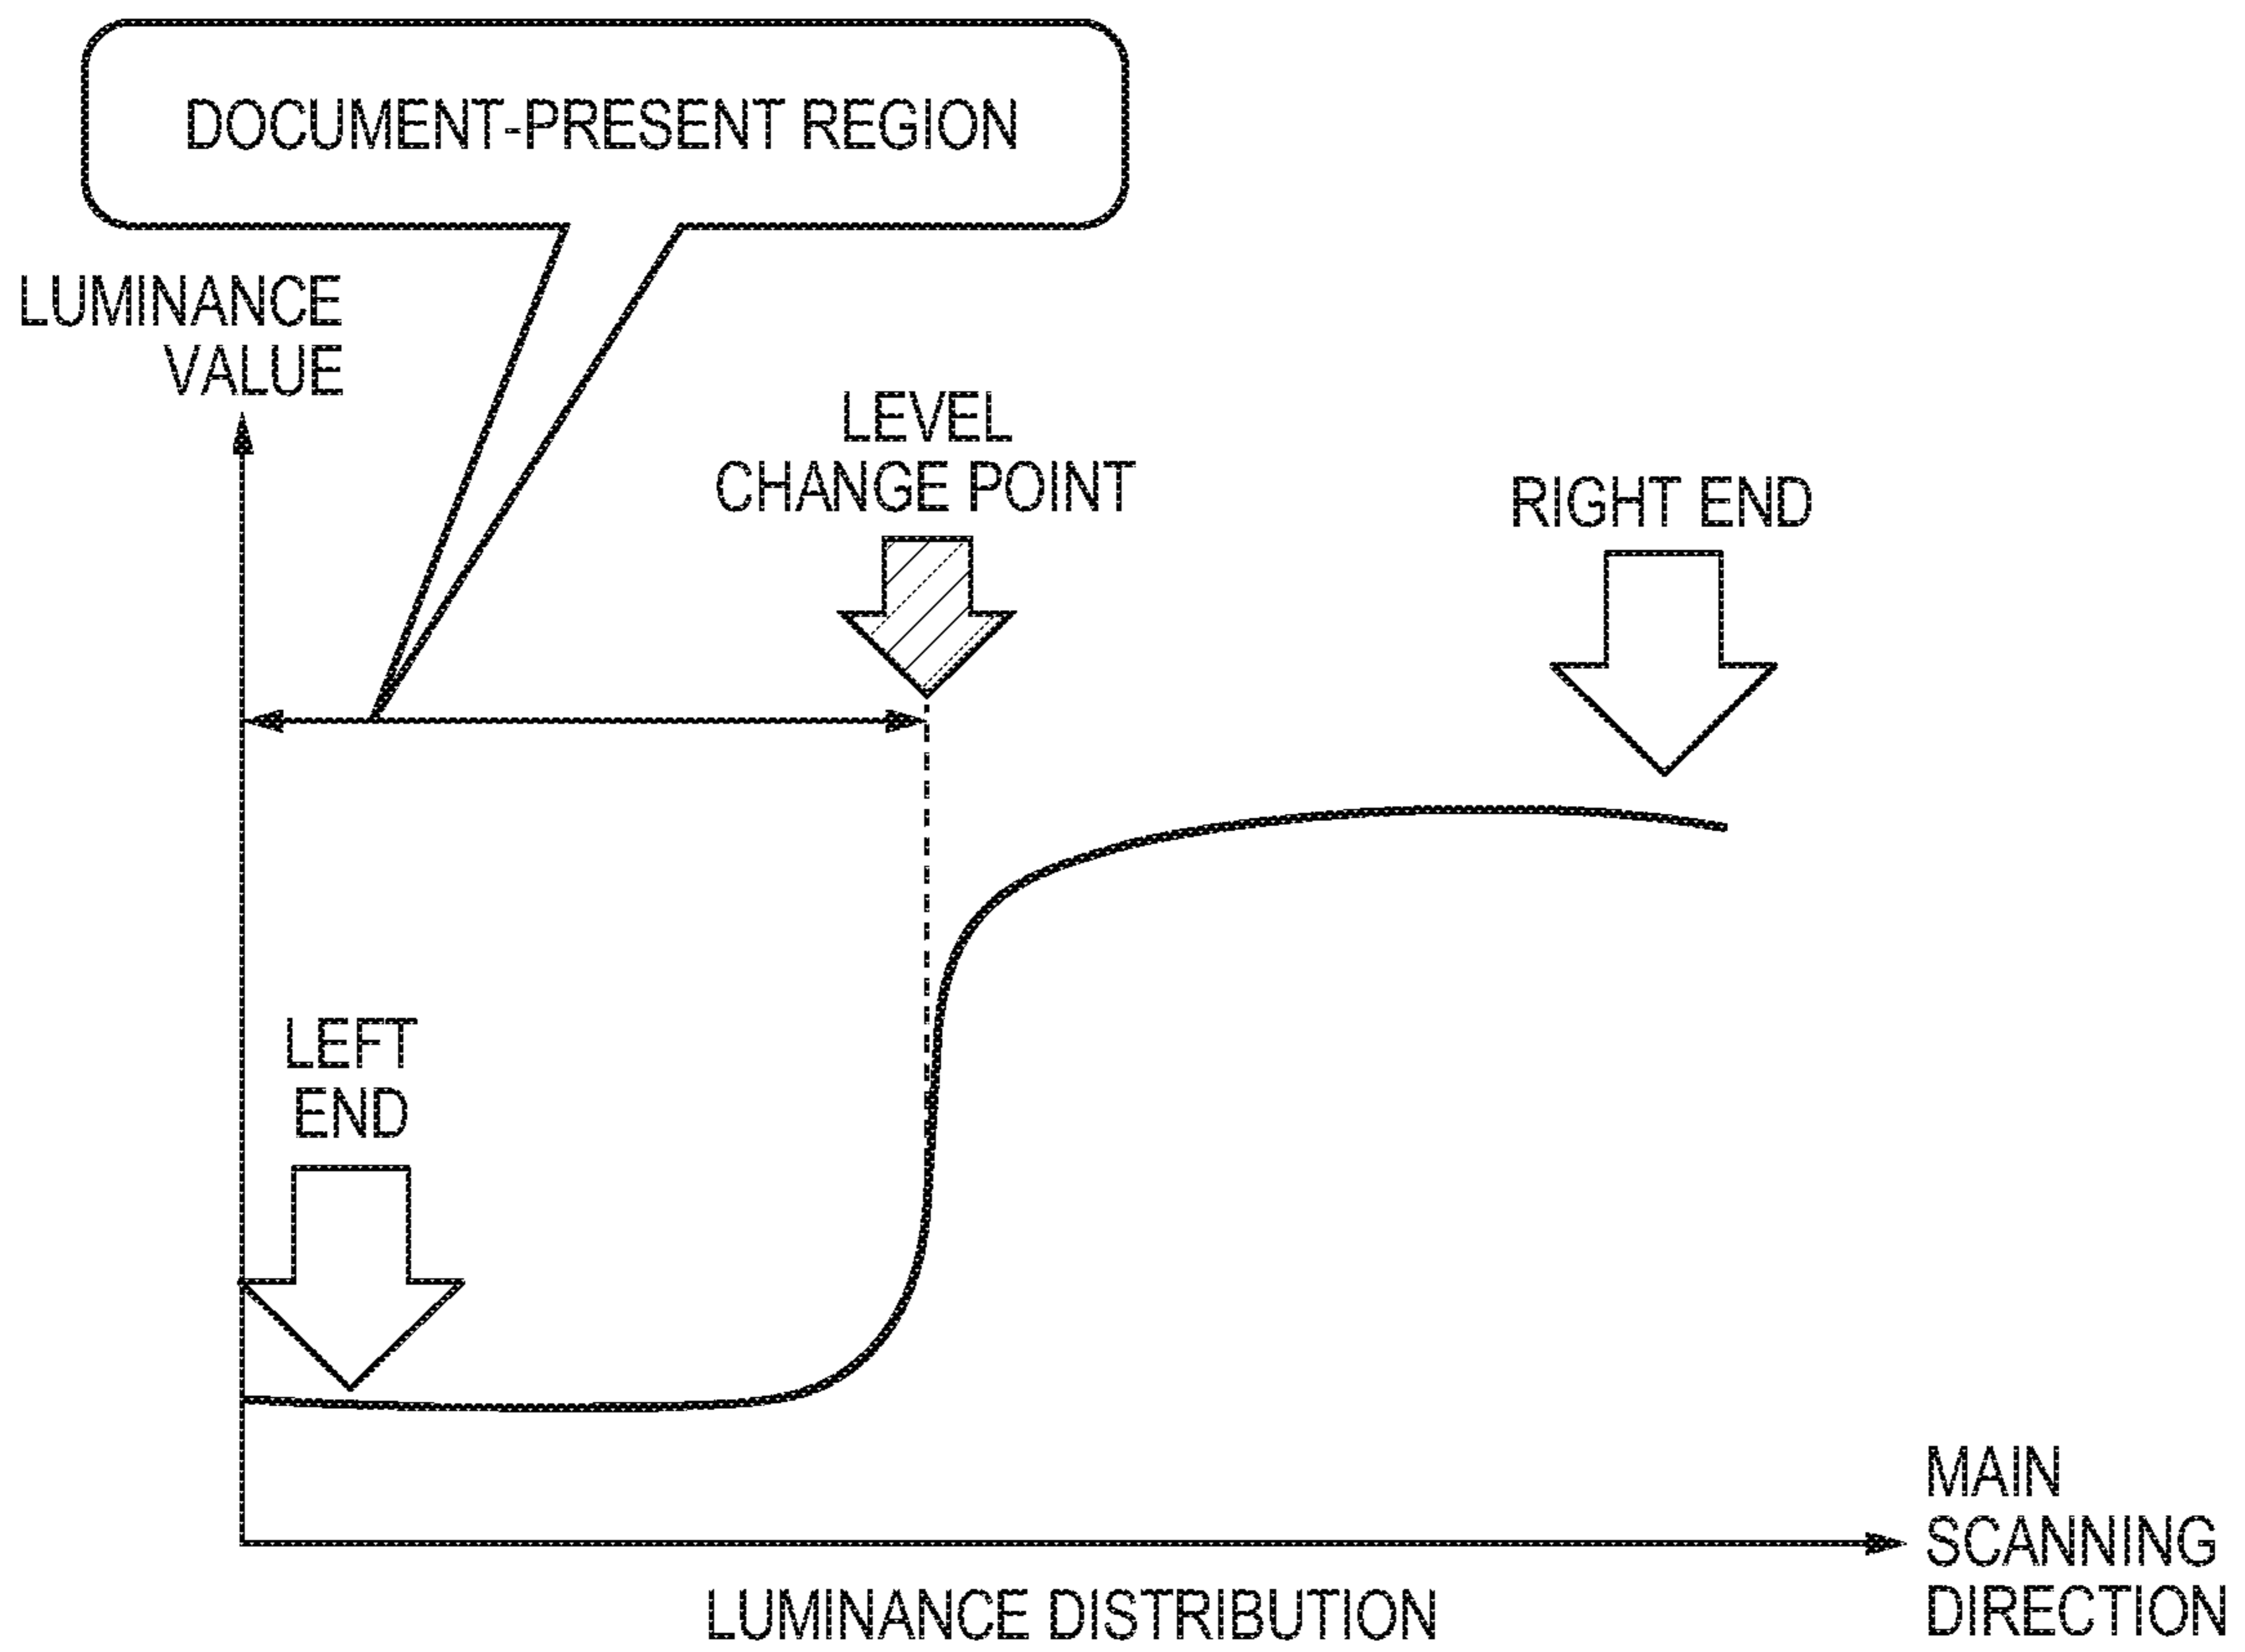 DOCUMENT-PRESENT REGION
LUMINANCE
VALUE
LEVEL
CHANGE POINT
RIGHT END
LEFT
END
MAIN
SCANNING
DIRECTION
LUMINANCE DISTRIBUTION